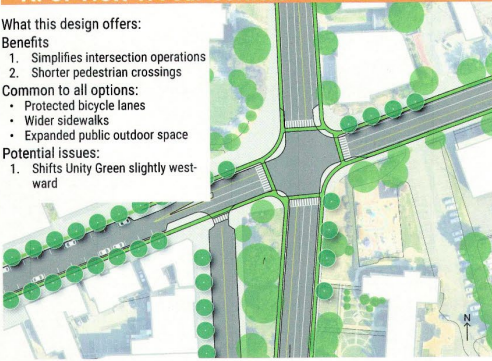 What this design offers:
Benefits
1. Simplifies intersection operations
2. Shorter pedestrian crossings
Common to all options:
• Protected bicycle lanes
• Wider sidewalks
• Expanded public outdoor space
Potential issues:
1. Shifts Unity Green slightly west-
ward
N